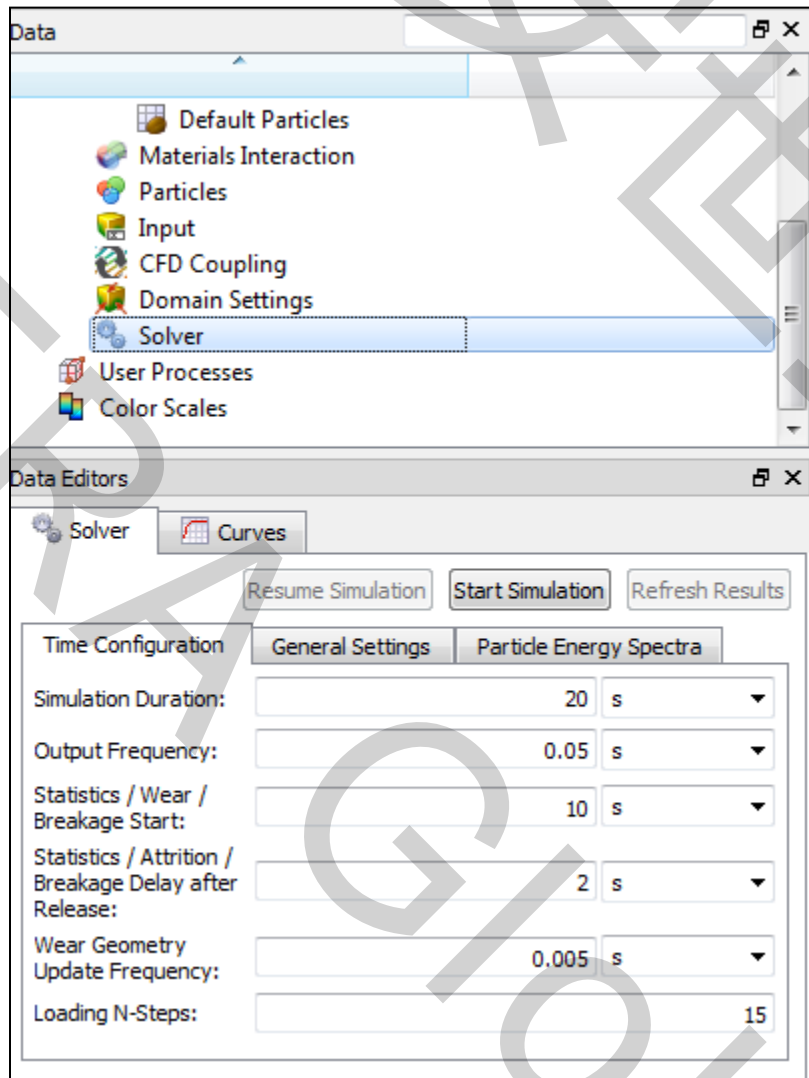 Data
Default Particles
Materials Interaction
Particles
Input
CFD Coupling
Domain Settings
Solver
User Processes
Color Scales
Data Editors
Solver
Curves
Resume Simulation
Start Simulation
Refresh Results
Time Configuration
General Settings
Particle Energy Spectra
Simulation Duration:
20
s
Output Frequency:
0.05
s
Statistics / Wear /
Breakage Start:
10
s
Statistics / Attrition /
Breakage Delay after
Release:
2
s
Wear Geometry
Update Frequency:
0.005
s
Loading N-Steps:
15